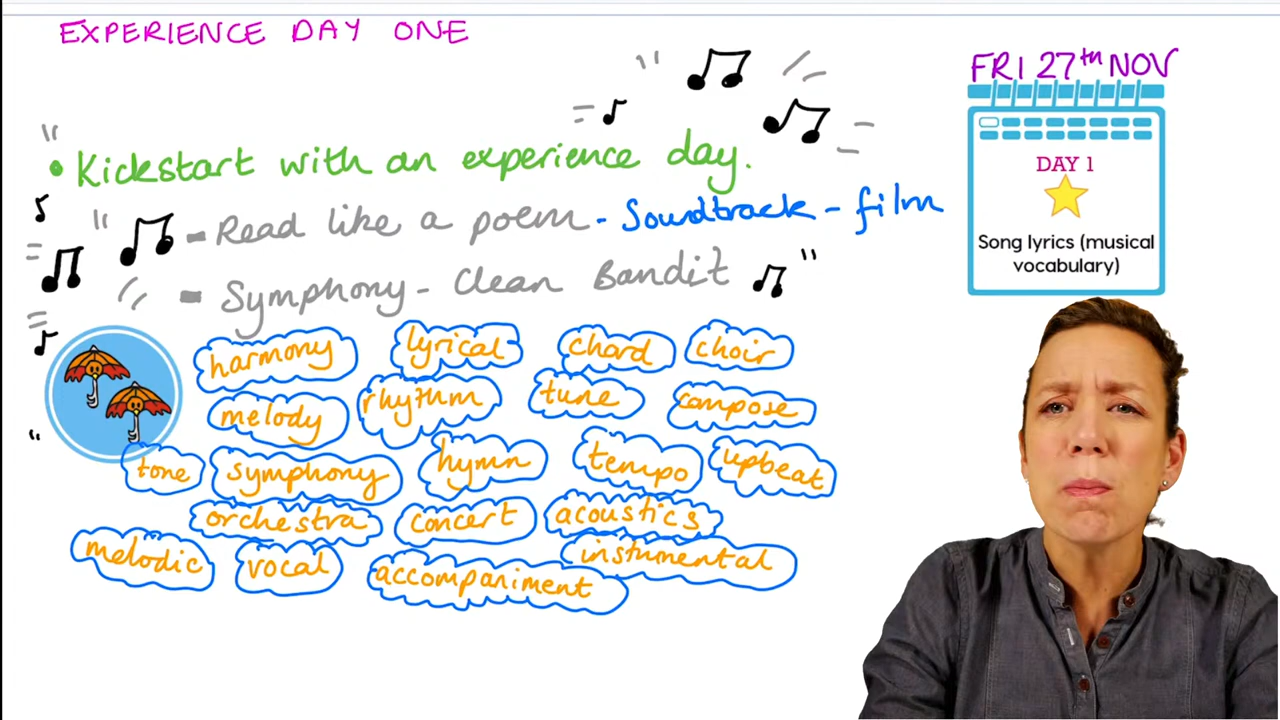 EXPERIENCE DAY ONE
FRI 27th NOV
• Kickstart with an experience day.
DAY 1
- Read like a poem - Soundtrack - film
Song lyrics (musical
vocabulary)
- Symphony - Clean Bandit
harmony lyrical chord choir
melody rhythm tune compose
tone symphony hymn tempo upbeat
orchestra concert acoustics
melodic vocal accompaniment instumental